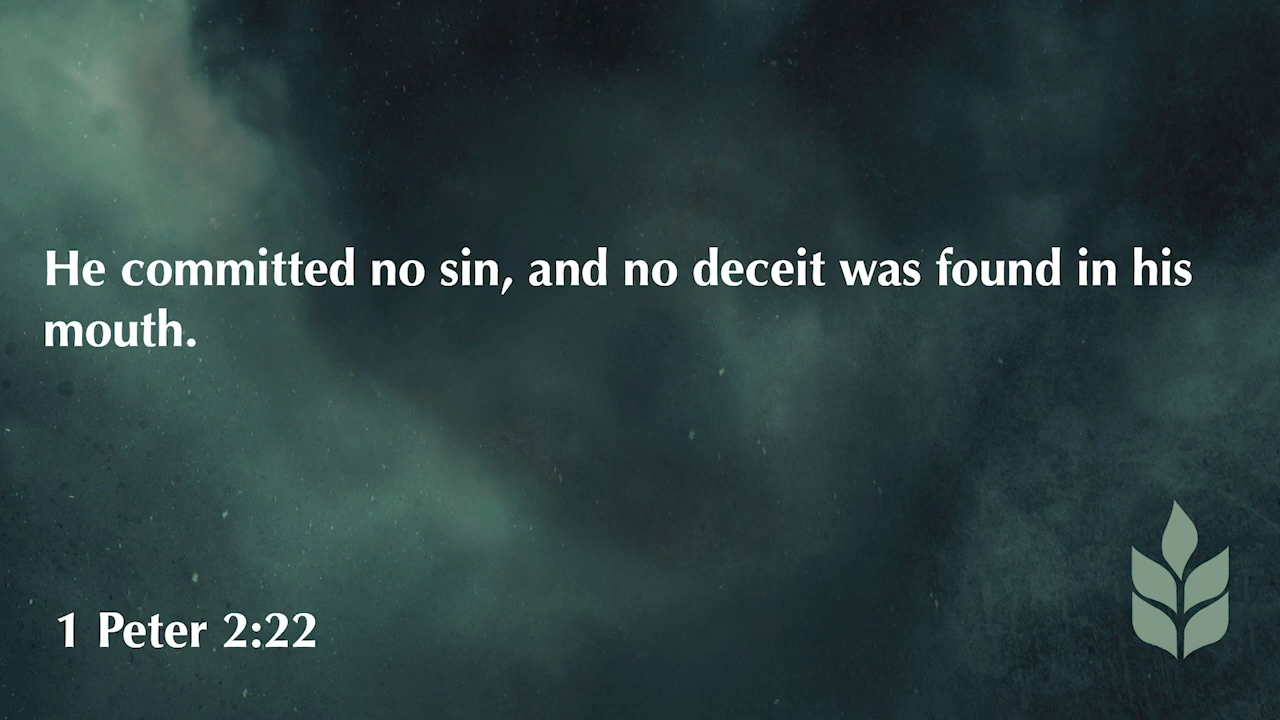 He committed no sin, and no deceit was found in his
mouth.
1 Peter 2:22